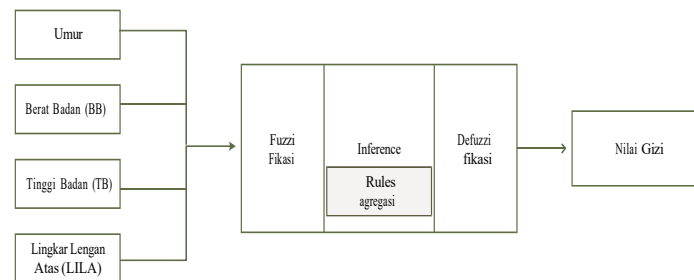 Umur
Berat Badan (BB)
Tinggi Badan (TB)
Lingkar Lengan
Atas (LILA)
Fuzzi
Fikasi
Inference
Rules
agregasi
Defuzzi
fikasi
Nilai Gizi